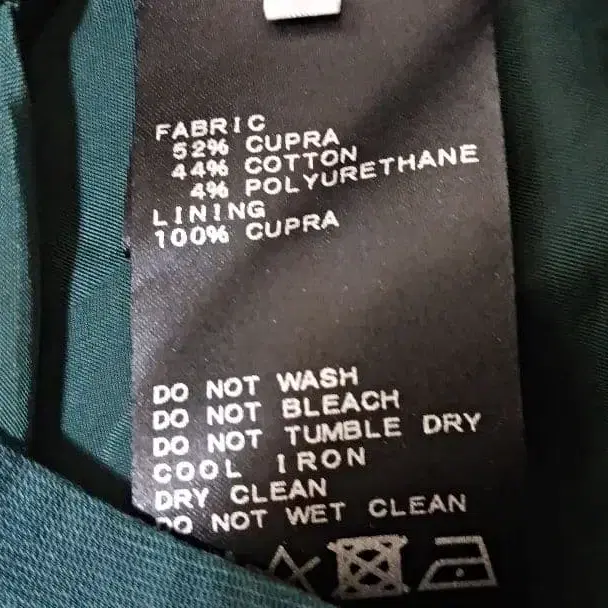 FABRIC
52% CUPRA
44% COTTON
4% POLYURETHANE
LINING
100% CUPRA
DO NOT WASH
DO NOT BLEACH
DO NOT TUMBLE DRY
COOL IRON
DRY CLEAN
DO NOT WET CLEAN